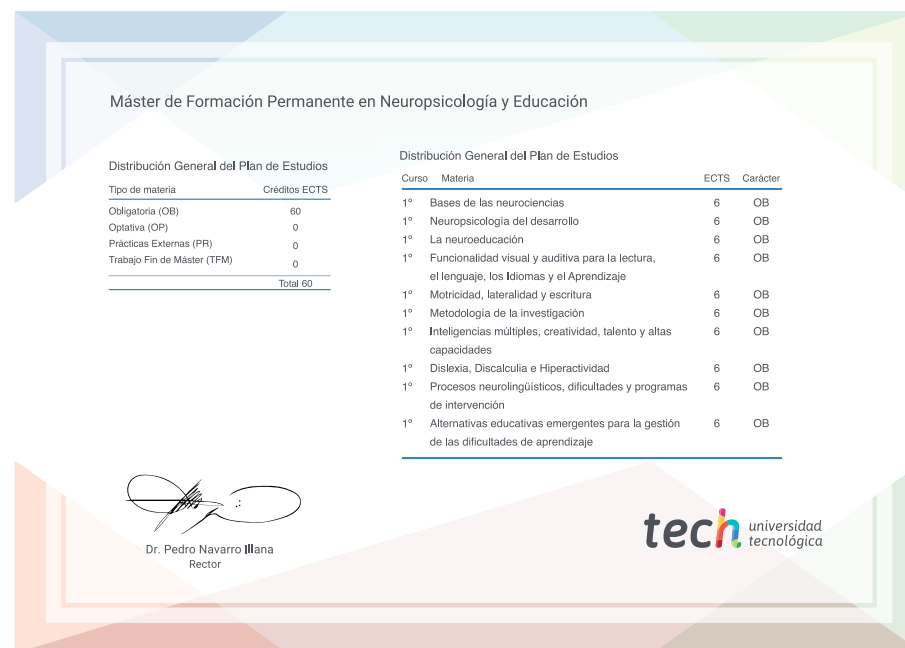 Máster de Formación Permanente en Neuropsicología y Educación
Distribución General del Plan de Estudios
Tipo de materia Créditos ECTS
Obligatoria (OB) 60
Optativa (OP) 0
Prácticas Externas (PR) 0
Trabajo Fin de Máster (TFM) 0
Total 60
Distribución General del Plan de Estudios
Curso Materia ECTS Carácter
1º Bases de las neurociencias 6 OB
1º Neuropsicología del desarrollo 6 OB
1º La neuroeducación 6 OB
1º Funcionalidad visual y auditiva para la lectura, 6 OB
el lenguaje, los Idiomas y el Aprendizaje
1º Motricidad, lateralidad y escritura 6 OB
1º Metodología de la investigación 6 OB
1º Inteligencias múltiples, creatividad, talento y altas 6 OB
capacidades
1º Dislexia, Discalculia e Hiperactividad 6 OB
1º Procesos neurolingüísticos, dificultades y programas 6 OB
de intervención
1º Alternativas educativas emergentes para la gestión 6 OB
de las dificultades de aprendizaje
Dr. Pedro Navarro Illana
Rector
tech universidad
tecnológica